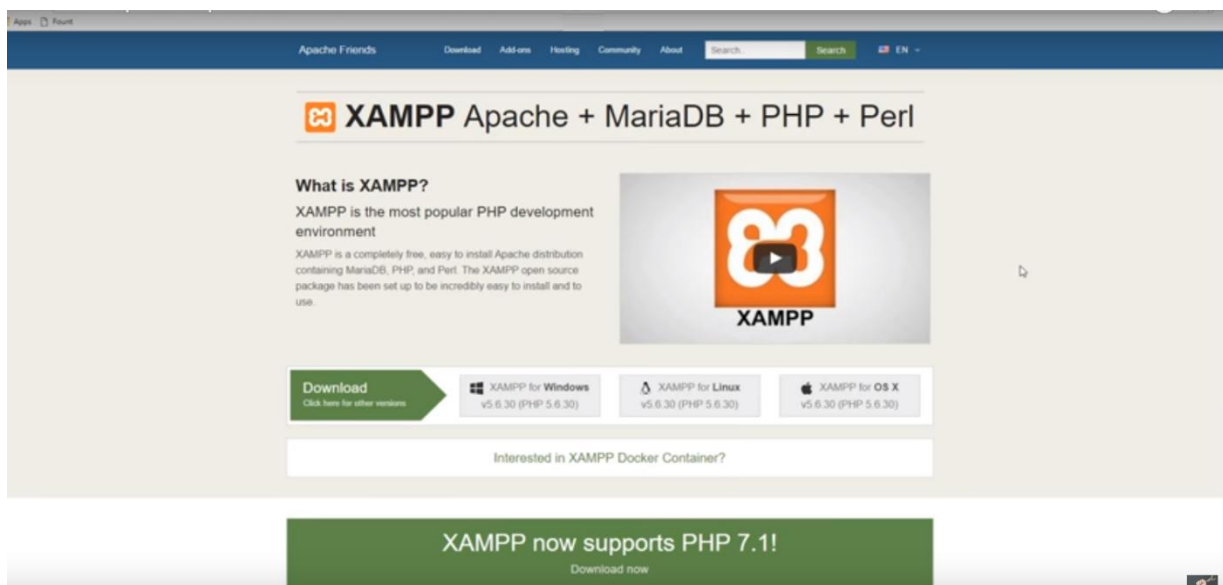 Apps Fount
Apache Friends Download Add-ons Hosting Community About Search... Search EN
XAMPP Apache + MariaDB + PHP + Perl
What is XAMPP?
XAMPP is the most popular PHP development
environment
XAMPP is a completely free, easy to install Apache distribution
containing MariaDB, PHP, and Perl. The XAMPP open source
package has been set up to be incredibly easy to install and to
use.
XAMPP
Download
Click here for other versions
XAMPP for Windows
v5.6.30 (PHP 5.6.30)
XAMPP for Linux
v5.6.30 (PHP 5.6.30)
XAMPP for OS X
v5.6.30 (PHP 5.6.30)
Interested in XAMPP Docker Container?
XAMPP now supports PHP 7.1!
Download now